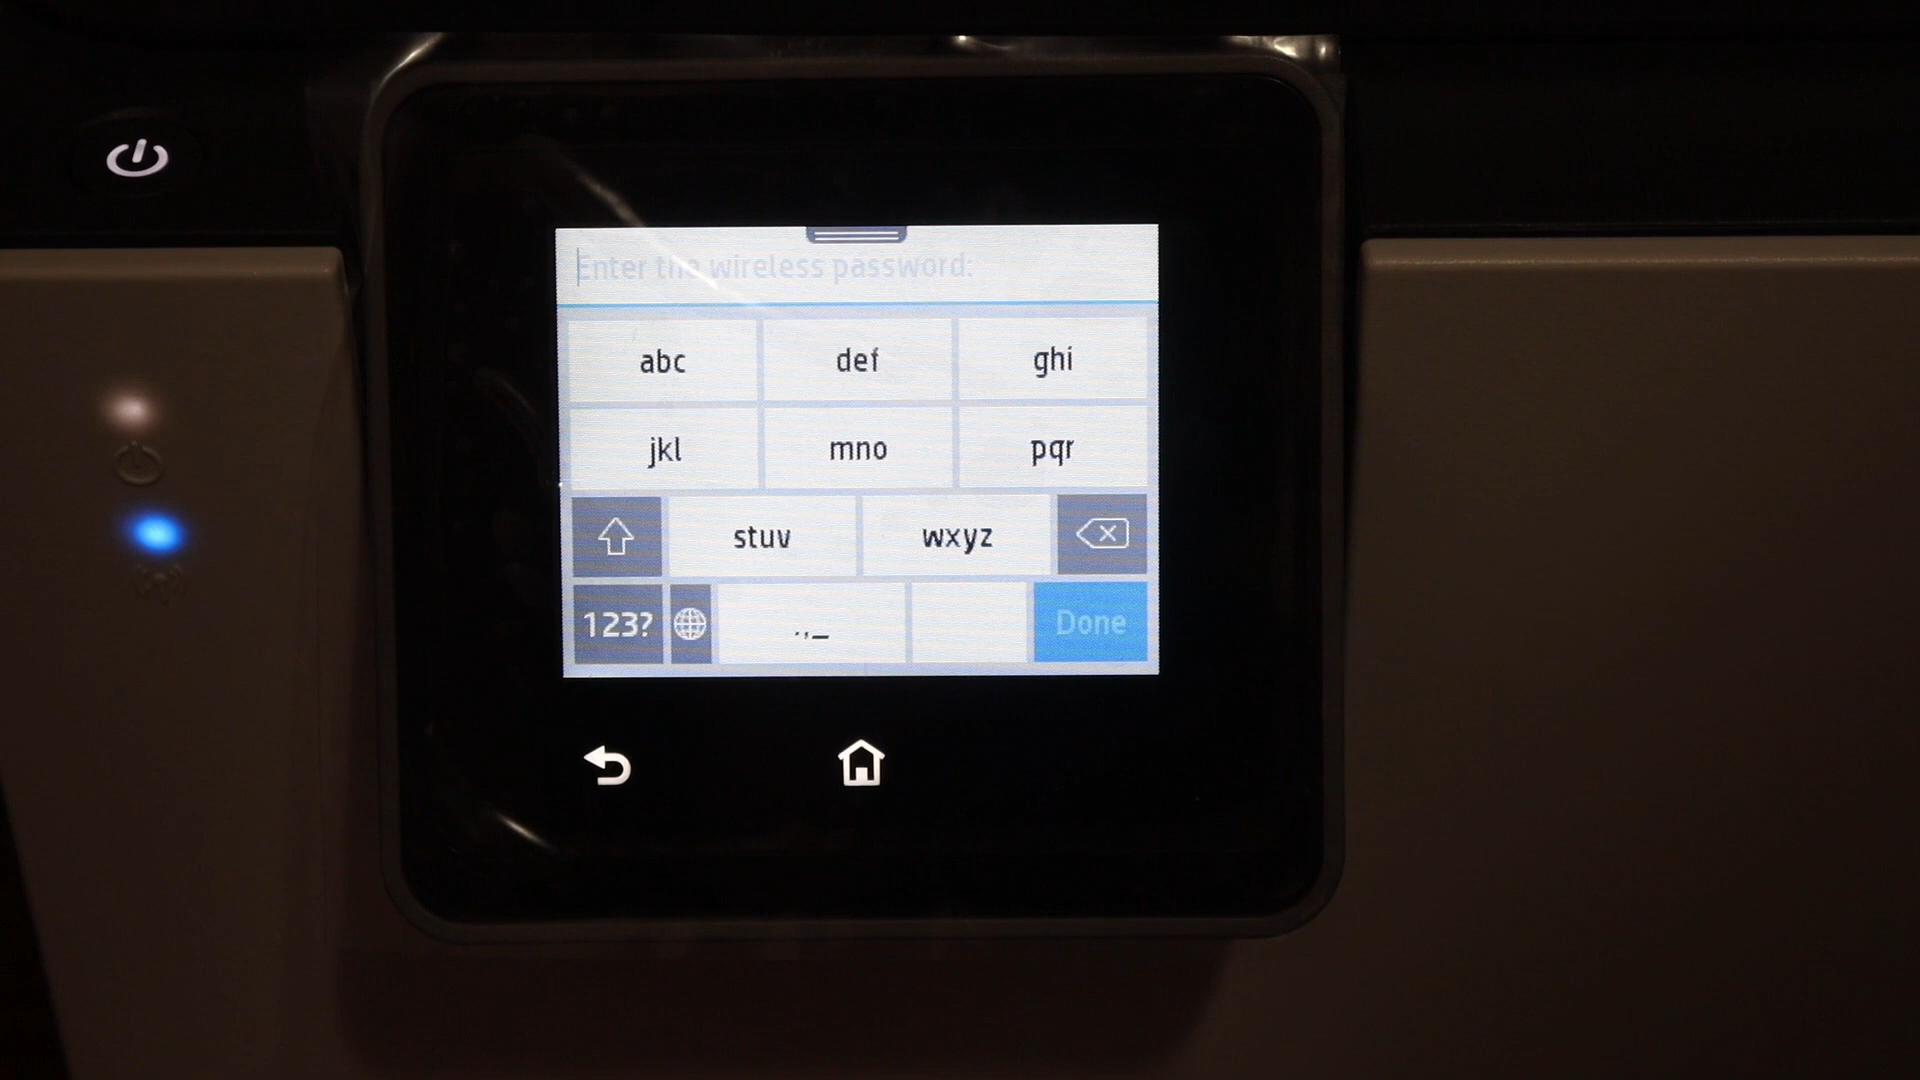 Enter the wireless password:
abc def ghi
jkl mno pqr
stuv wxyz
123? .,_ Done